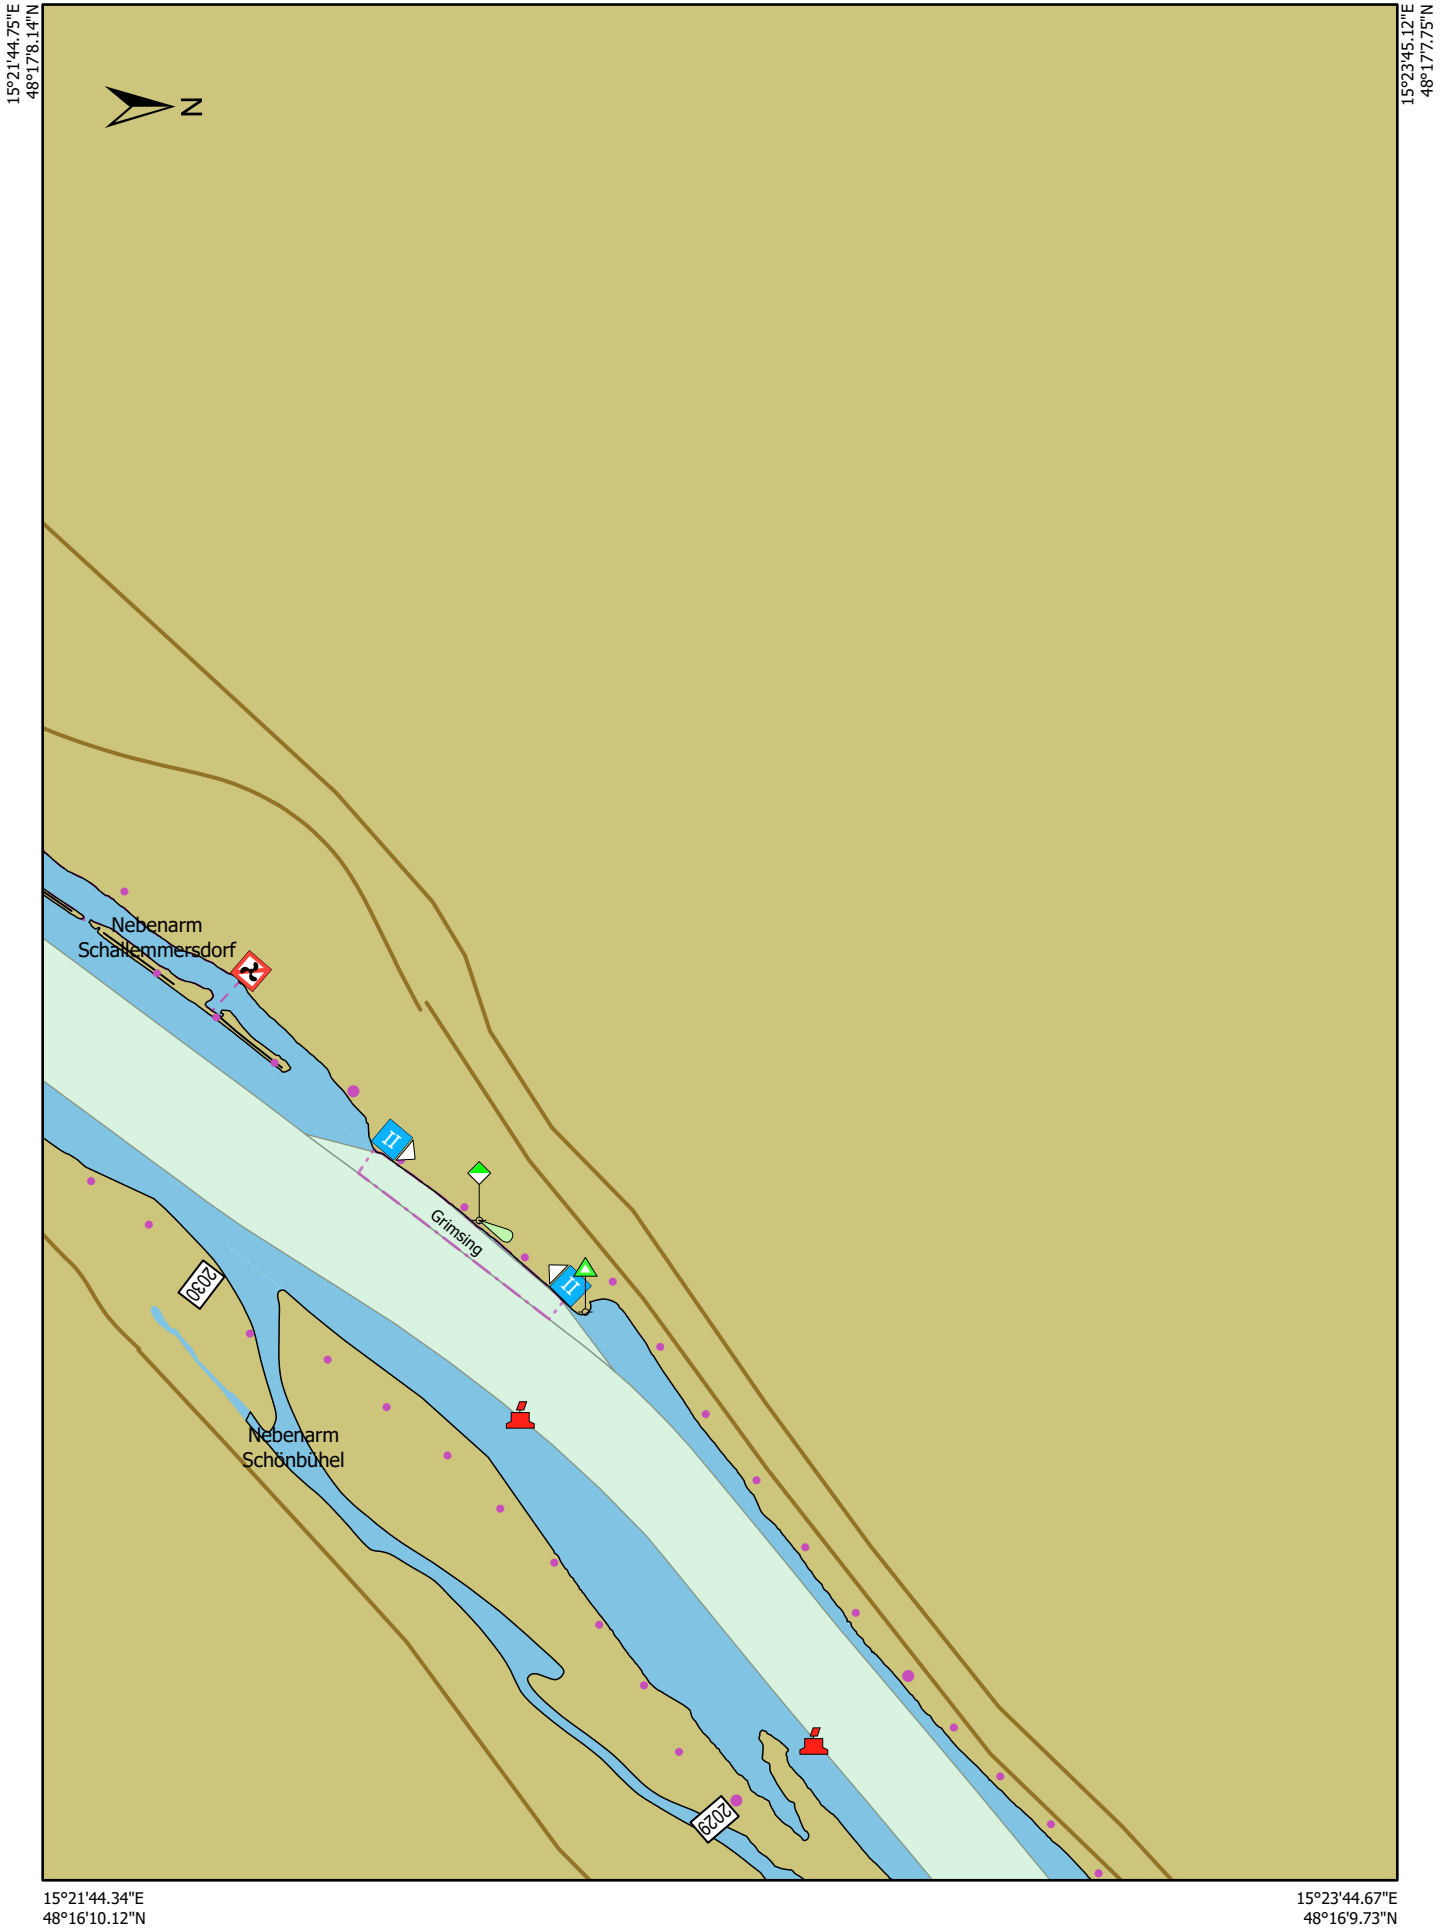 15°21'44.75"E
48°17'8.14"N
15°23'45.12"E
48°17'7.75"N
N
Nebenarm
Schallemmersdorf
II
Grimsing
II
2030
Nebenarm
Schönbühel
2029
15°21'44.34"E
48°16'10.12"N
15°23'44.67"E
48°16'9.73"N